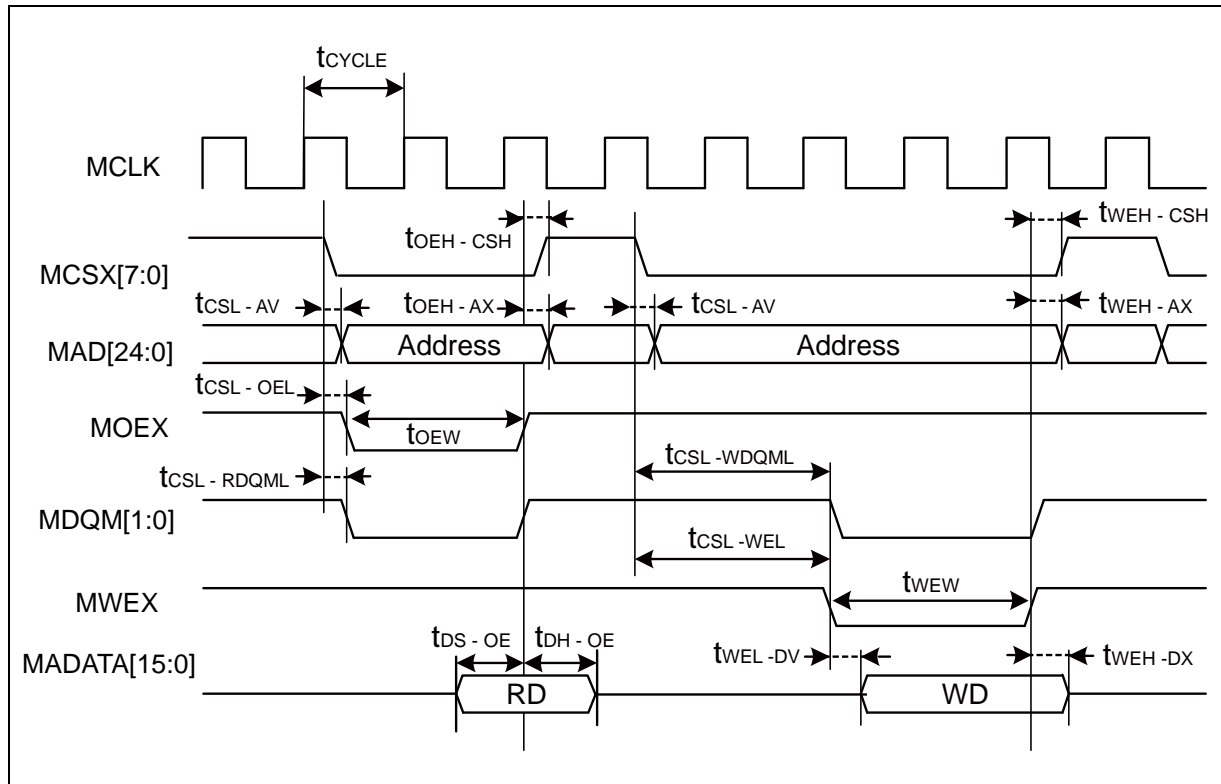 tCYCLE
MCLK
tOEH - CSH
tWEH - CSH
MCSX[7:0]
tCSL - AV
tOEH - AX
tCSL - AV
tWEH - AX
MAD[24:0]
Address
Address
tCSL - OEL
MOEX
tOEW
tCSL -WDQML
tCSL - RDQML
MDQM[1:0]
tCSL -WEL
MWEX
tWEW
tDS - OE
tDH - OE
MADATA[15:0]
tWEL -DV
tWEH -DX
RD
WD